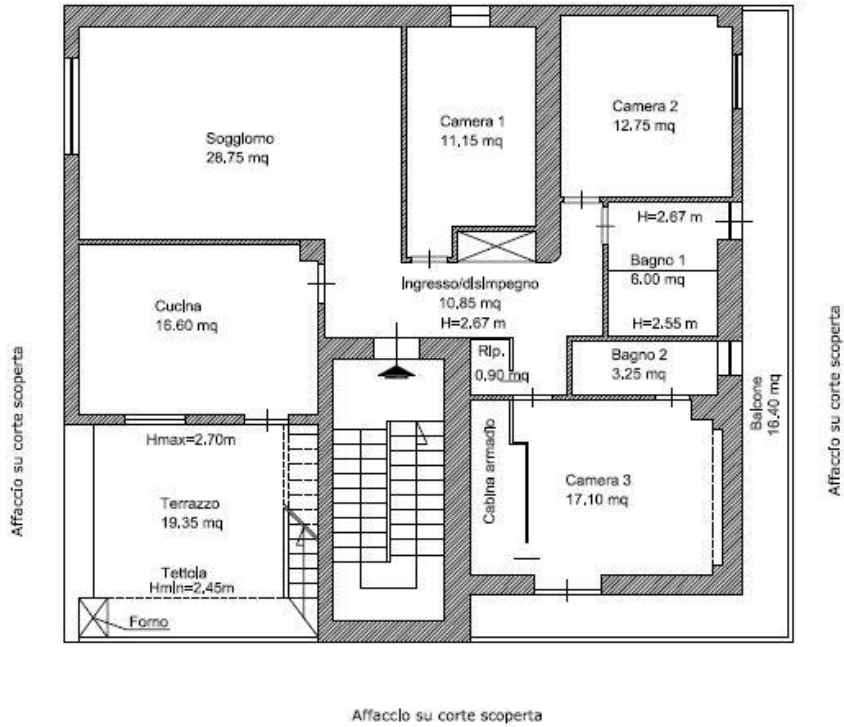 Soggiorno
28.75 mq
Camera 1
11.15 mq
Camera 2
12.75 mq
H=2.67 m
Bagno 1
6.00 mq
H=2.55 m
Ingresso/disimpegno
10.85 mq
H=2.67 m
Cucina
16.60 mq
Rip.
0.90 mq
Bagno 2
3.25 mq
Balcone
16.40 mq
Hmax=2.70m
Terrazzo
19.35 mq
Tettoia
Hmin=2.45m
Forno
Cabina armadio
Camera 3
17.10 mq
Affaccio su corte scoperta
Affaccio su corte scoperta
Affaccio su corte scoperta